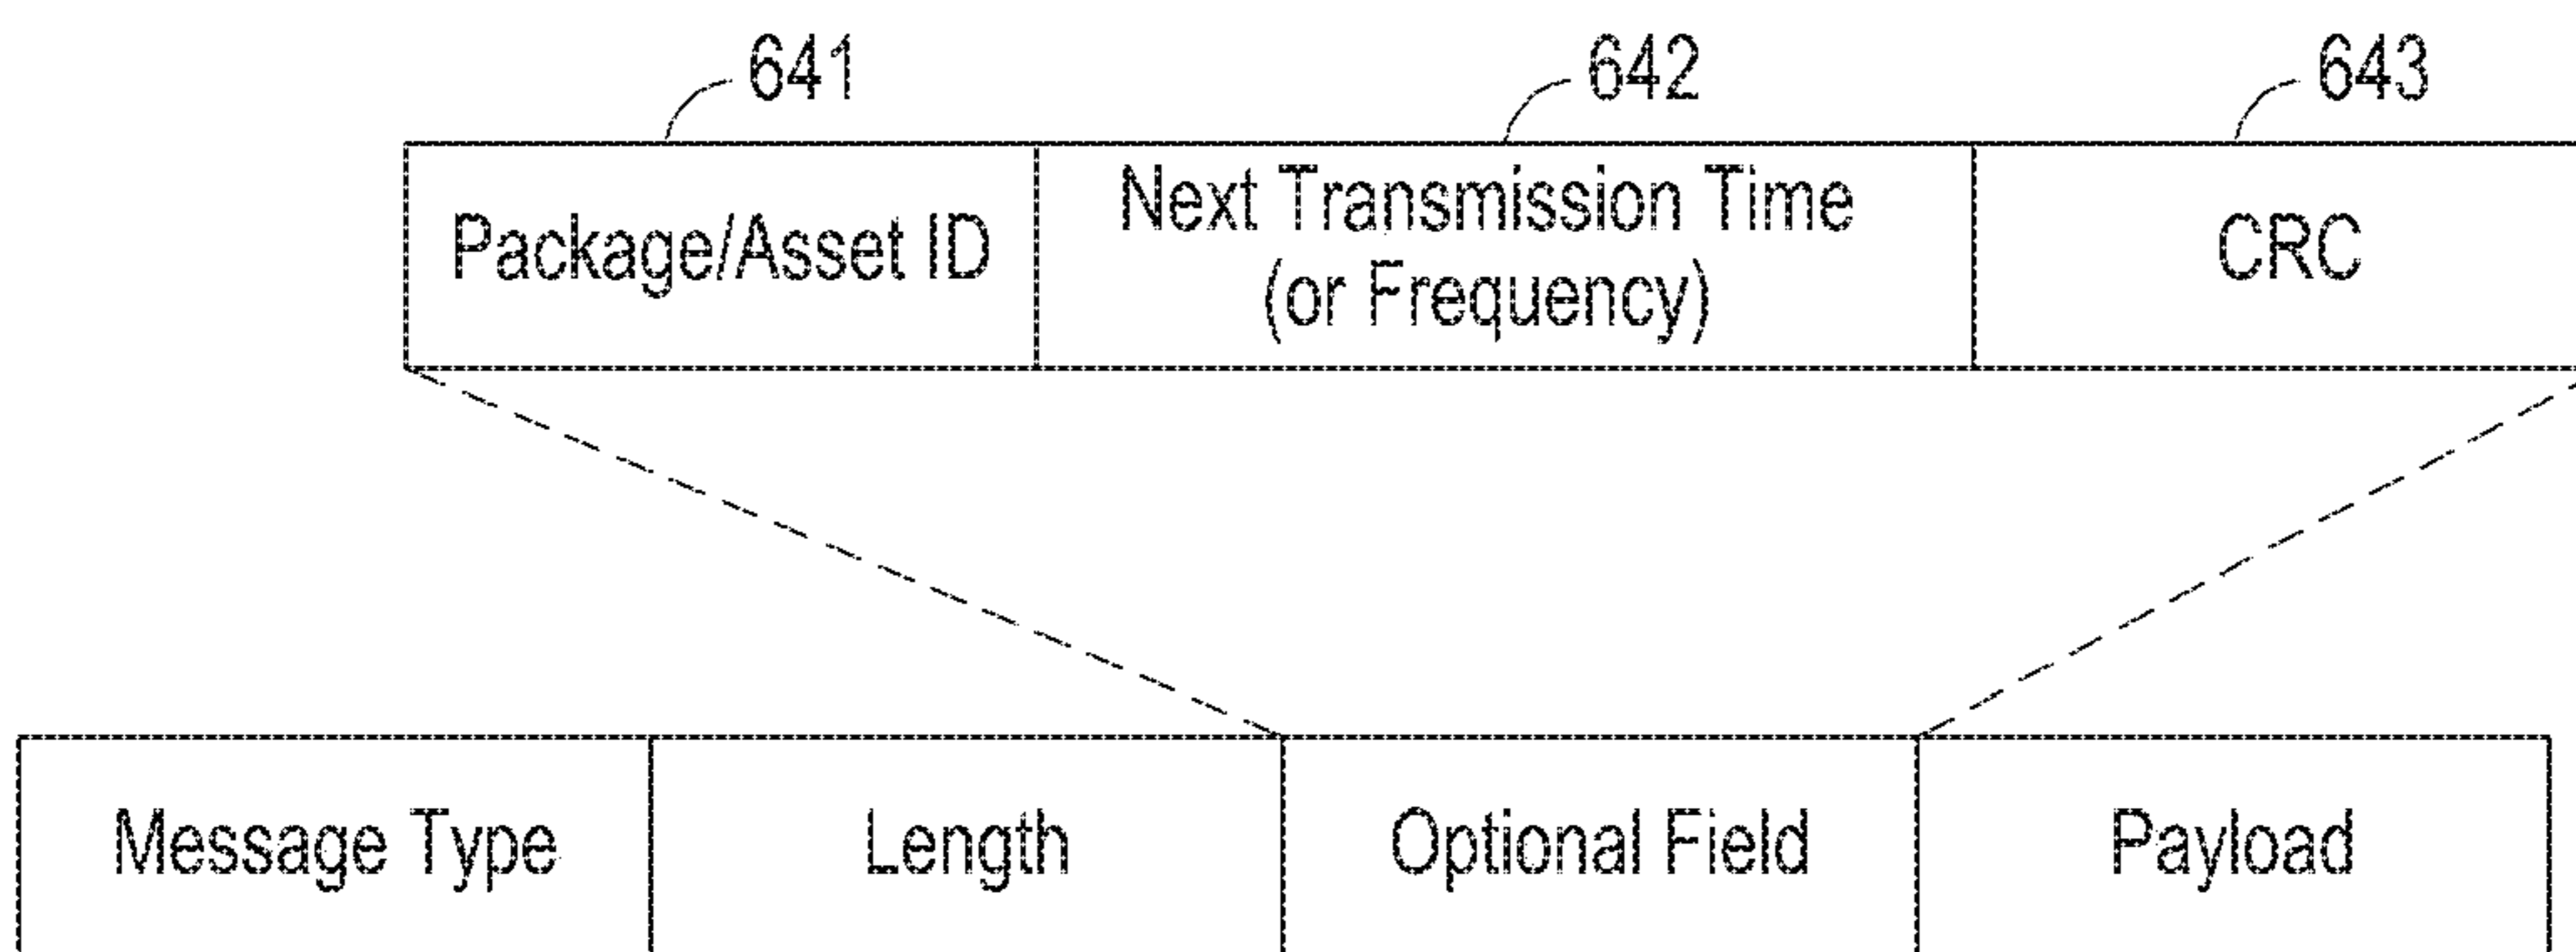 641 642 643
Package/Asset ID Next Transmission Time (or Frequency) CRC
Message Type Length Optional Field Payload